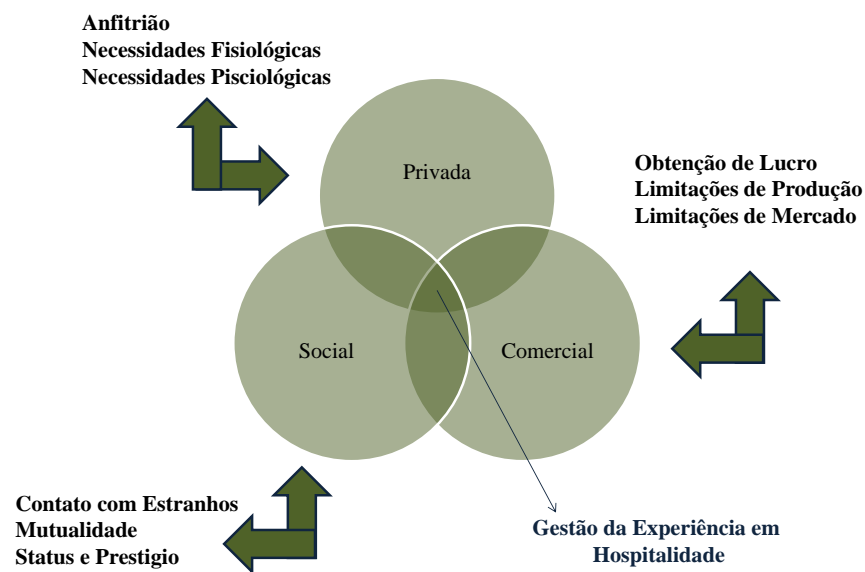 Anfitrião
Necessidades Fisiológicas
Necessidades Pisciológicas
Privada
Obtenção de Lucro
Limitações de Produção
Limitações de Mercado
Social
Comercial
Contato com Estranhos
Mutualidade
Status e Prestigio
Gestão da Experiência em
Hospitalidade